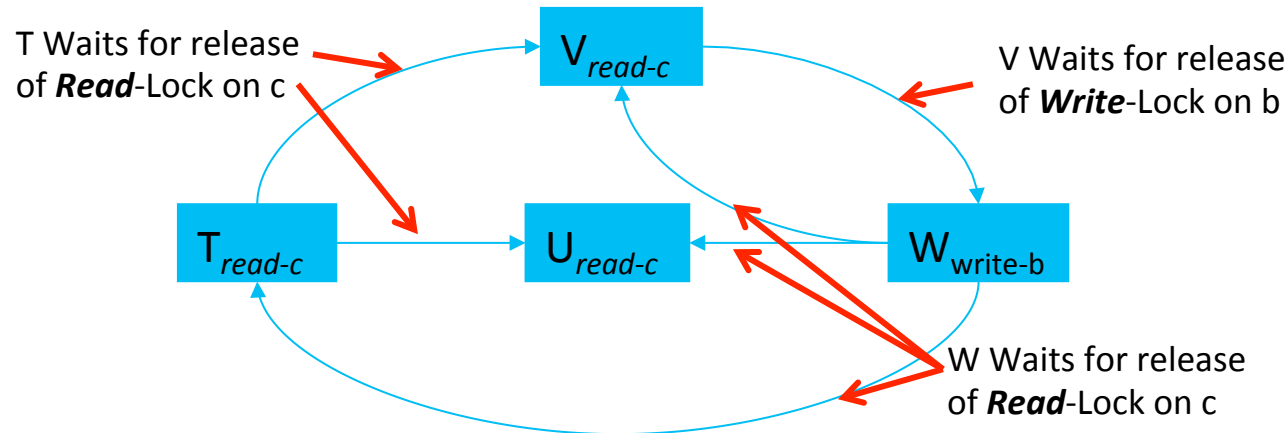 T Waits for release
of Read-Lock on c
V read-c
V Waits for release
of Write-Lock on b
T read-c
U read-c
W write-b
W Waits for release
of Read-Lock on c